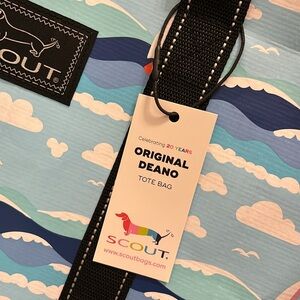 SCOUT
Celebrating 20 YEARS
ORIGINAL
DEANO
TOTE BAG
SCOUT
www.scoutbags.com